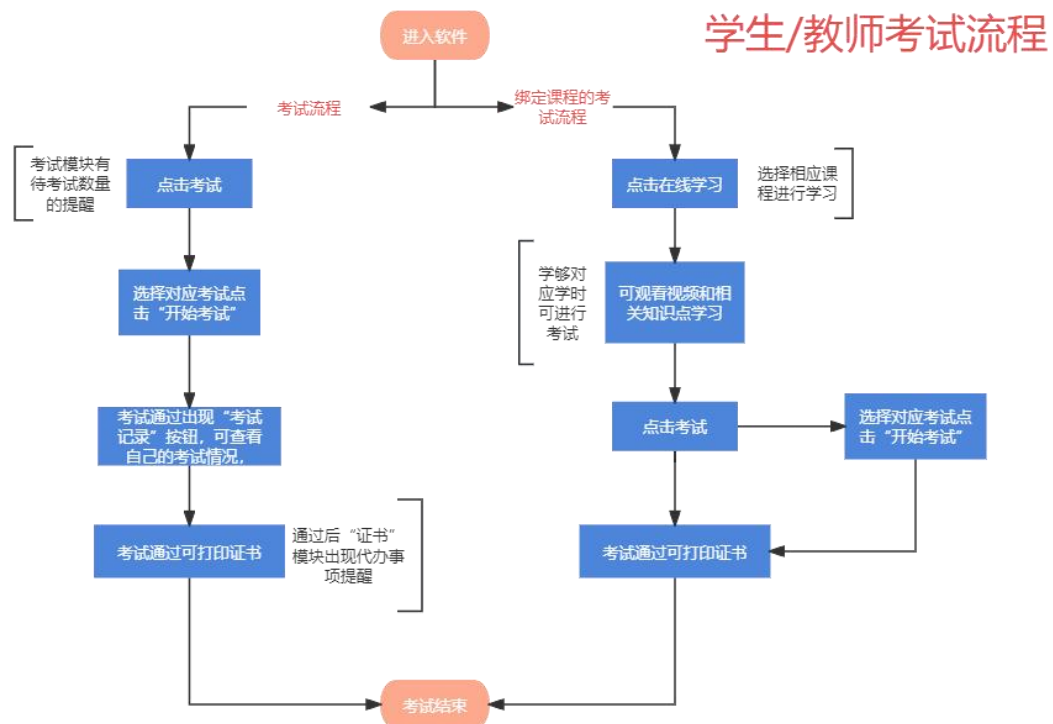 学生/教师考试流程
进入软件
考试流程
绑定课程的考
试流程
考试模块有
待考试数量
的提醒
点击考试
点击在线学习
选择相应课
程进行学习
选择对应考试点
击“开始考试”
学够对
应学时
可进行
考试
可观看视频和相
关知识点学习
考试通过出现“考试
记录”按钮，可查看
自己的考试情况，
点击考试
选择对应考试点
击“开始考试”
考试通过可打印证书
通过后“证书”
模块出现代办事
项提醒
考试通过可打印证书
考试结束